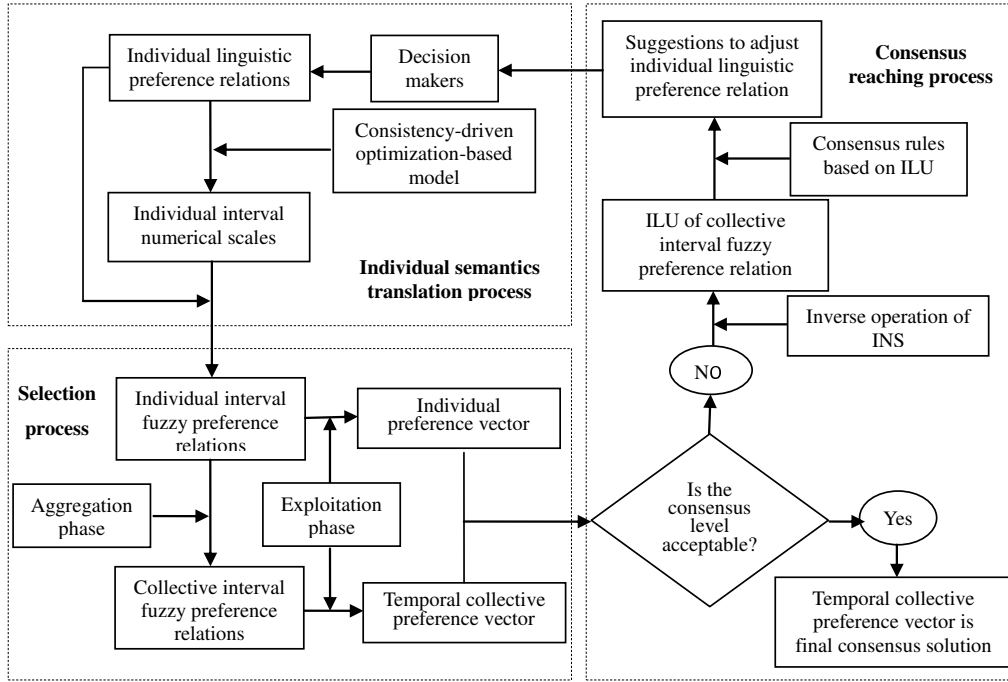 Individual linguistic
preference relations
Decision
makers
Consistency-driven
optimization-based
model
Individual interval
numerical scales
Individual semantics
translation process
Suggestions to adjust
individual linguistic
preference relation
Consensus
reaching process
Consensus rules
based on ILU
ILU of collective
interval fuzzy
preference relation
Inverse operation of
INS
NO
Selection
process
Individual interval
fuzzy preference
relations
Individual
preference vector
Aggregation
phase
Exploitation
phase
Collective interval
fuzzy preference
relations
Temporal collective
preference vector
Is the
consensus
level
acceptable?
Yes
Temporal collective
preference vector is
final consensus solution